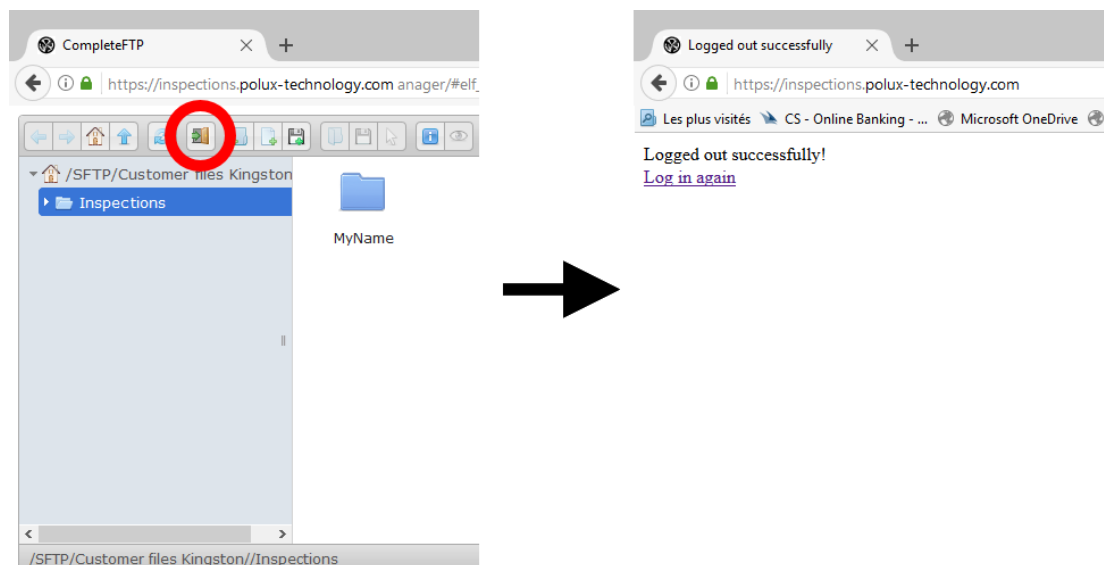 CompleteFTP
https://inspections.polux-technology.com anager/#elf_
/SFTP/Customer files Kingston
Inspections
MyName
/SFTP/Customer files Kingston//Inspections
Logged out successfully
https://inspections.polux-technology.com
Les plus visités CS - Online Banking - ... Microsoft OneDrive
Logged out successfully!
Log in again